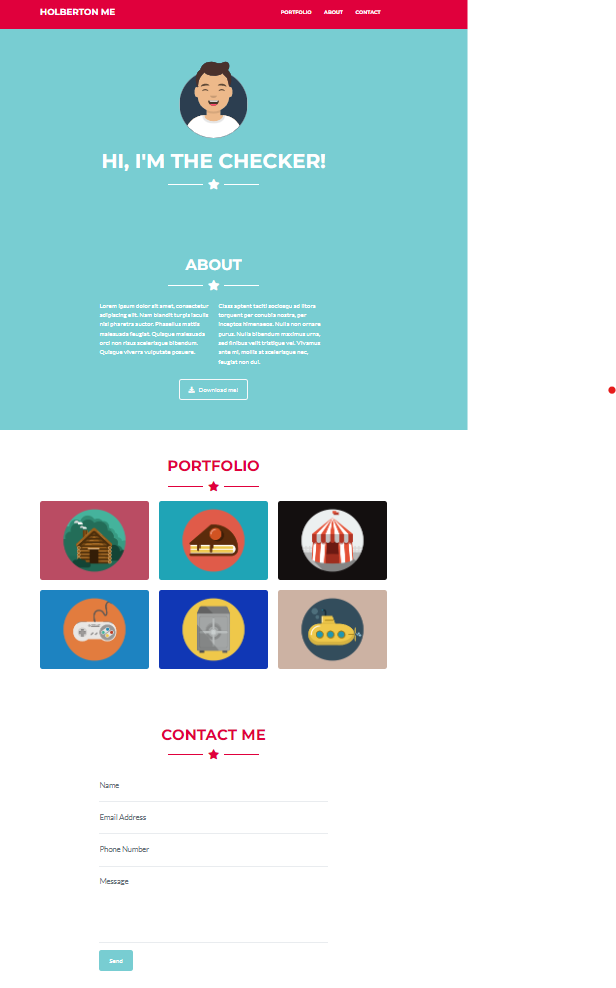 HOLBERTON ME
PORTFOLIO ABOUT CONTACT
HI, I'M THE CHECKER!
ABOUT
Lorem ipsum dolor sit amet, consectetur
adipiscing elit. Nam blandit turpis iaculis
nisl pharetra auctor. Phasellus mattis
malesuada feugiat. Quisque malesuada
orci non risus scelerisque bibendum.
Quisque viverra vulputate posuere.
Class aptent taciti sociosqu ad litora
torquent per conubia nostra, per
inceptos himenaeos. Nulla non ornare
purus. Nulla bibendum maximus urna,
sed finibus velit tristique vel. Vivamus
ante mi, mollis at scelerisque nec,
feugiat non dui.
Download me!
PORTFOLIO
CONTACT ME
Name
Email Address
Phone Number
Message
Send